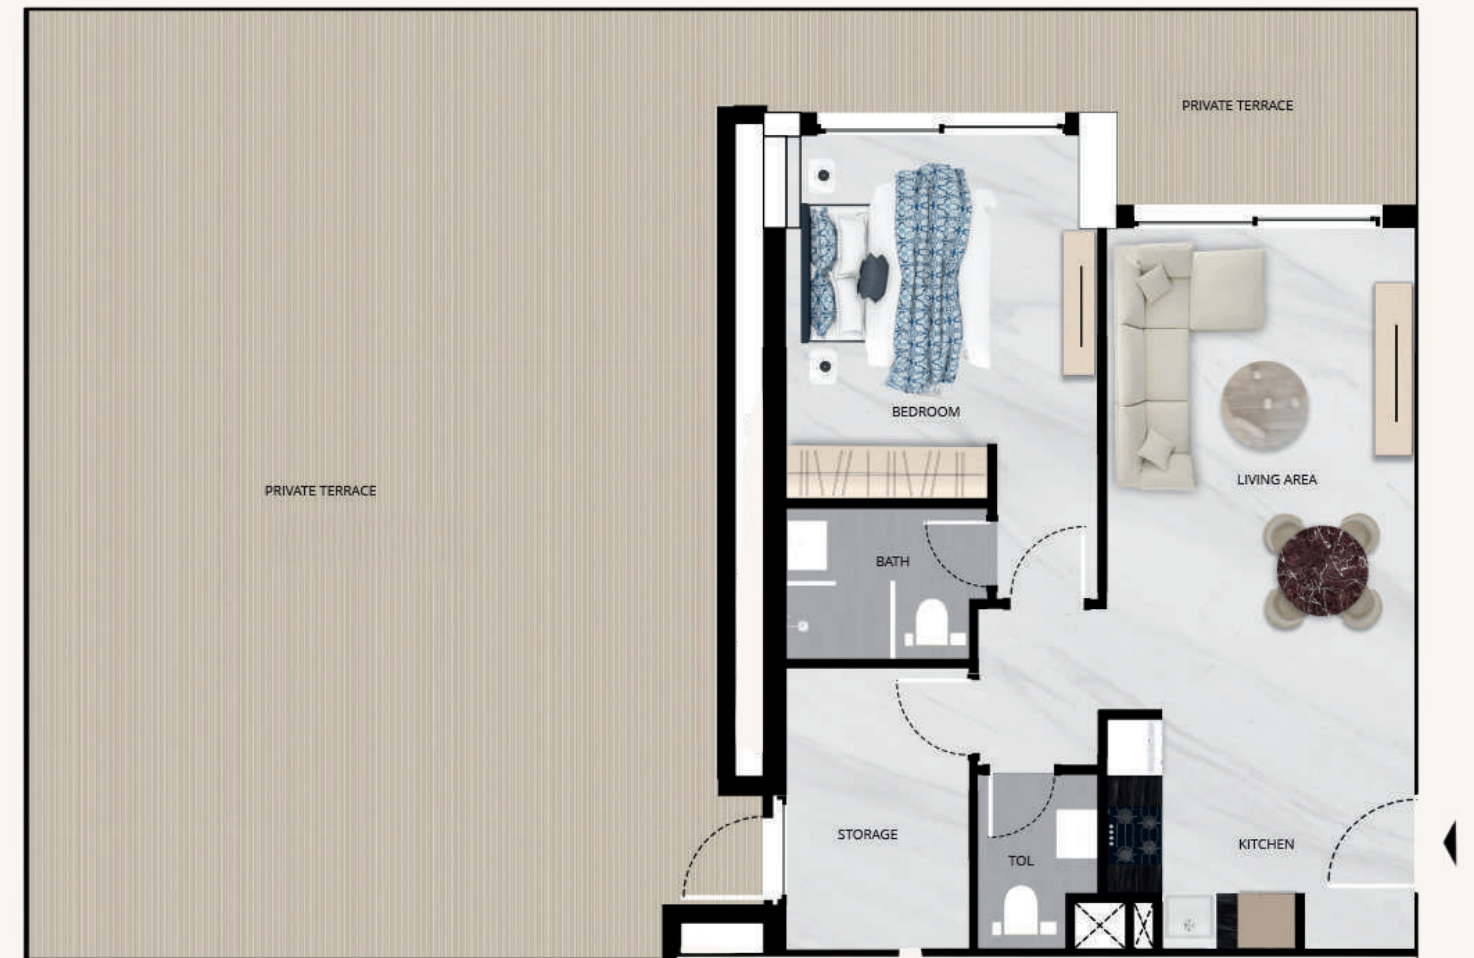 PRIVATE TERRACE
BEDROOM
LIVING AREA
PRIVATE TERRACE
BATH
STORAGE
KITCHEN
TOL